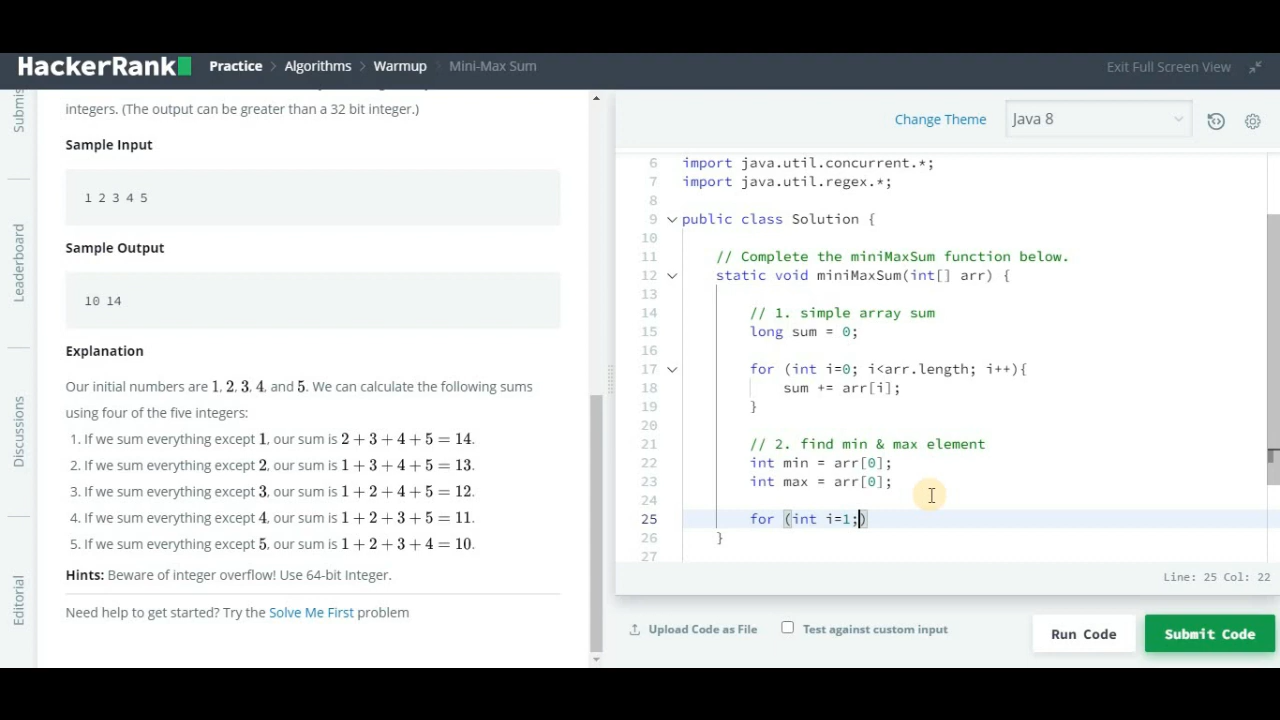 HackerRank
Practice > Algorithms > Warmup > Mini-Max Sum
Exit Full Screen View
Submis
Leaderboard
Discussions
Editorial
integers. (The output can be greater than a 32 bit integer.)
Sample Input
1 2 3 4 5
Sample Output
10 14
Explanation
Our initial numbers are 1, 2, 3, 4, and 5. We can calculate the following sums
using four of the five integers:
1. If we sum everything except 1, our sum is 2 + 3 + 4 + 5 = 14.
2. If we sum everything except 2, our sum is 1 + 3 + 4 + 5 = 13.
3. If we sum everything except 3, our sum is 1 + 2 + 4 + 5 = 12.
4. If we sum everything except 4, our sum is 1 + 2 + 3 + 5 = 11.
5. If we sum everything except 5, our sum is 1 + 2 + 3 + 4 = 10.
Hints: Beware of integer overflow! Use 64-bit Integer.
Need help to get started? Try the Solve Me First problem
Change Theme
Java 8
6 import java.util.concurrent.*;
7 import java.util.regex.*;
8
9 public class Solution {
10
11 // Complete the miniMaxSum function below.
12 static void miniMaxSum(int[] arr) {
13
14 // 1. simple array sum
15 long sum = 0;
16
17 for (int i=0; i<arr.length; i++){
18 sum += arr[i];
19 }
20
21 // 2. find min & max element
22 int min = arr[0];
23 int max = arr[0];
24
25 for (int i=1;)
26 }
27
Line: 25 Col: 22
Upload Code as File
Test against custom input
Run Code
Submit Code